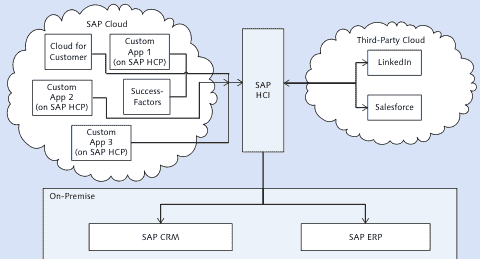 SAP Cloud
Cloud for
Customer
Custom
App 1
(on SAP HCP)
Custom
App 2
(on SAP HCP)
Success-
Factors
Custom
App 3
(on SAP HCP)
SAP
HCI
Third-Party Cloud
LinkedIn
Salesforce
On-Premise
SAP CRM
SAP ERP